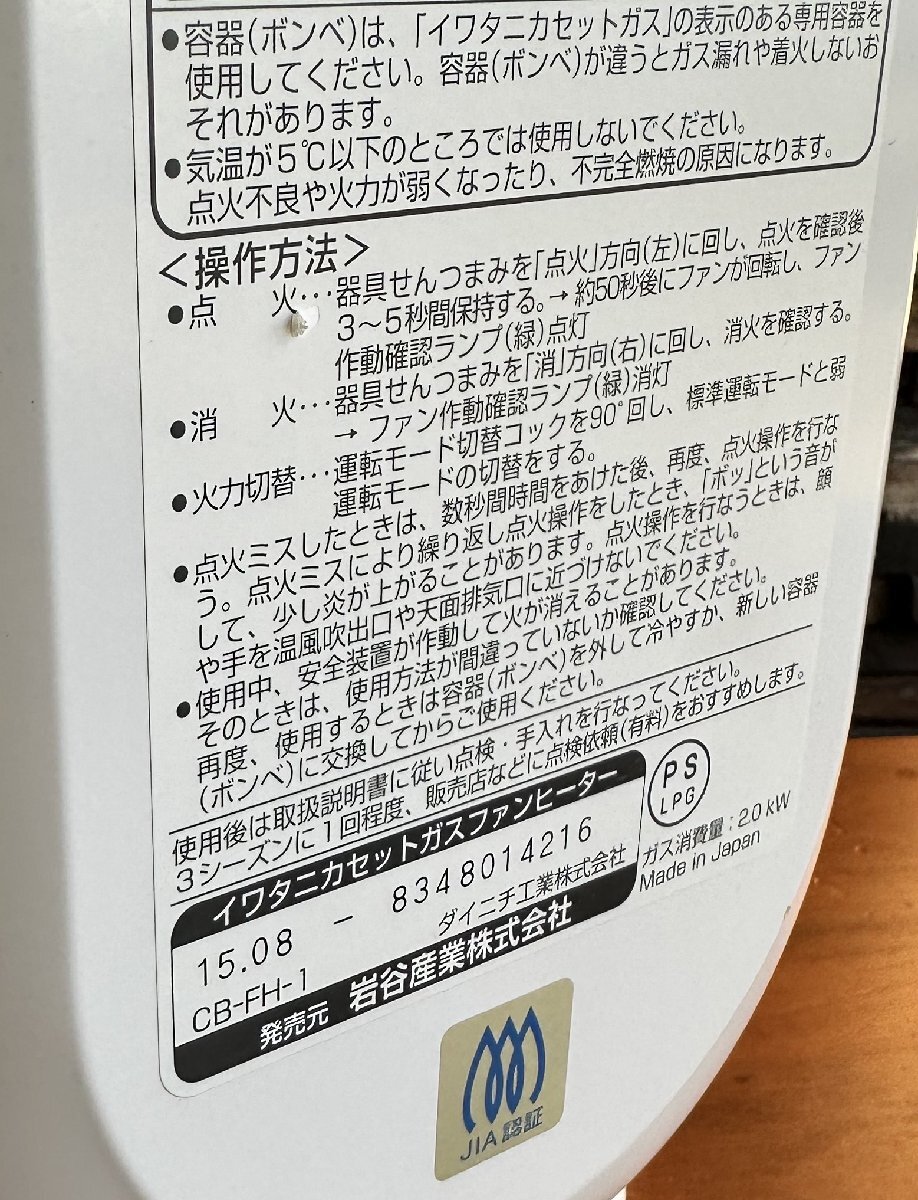 ●容器(ボンベ)は、「イワタニカセットガス」の表示のある専用容器を
使用してください。容器(ボンベ)が違うとガス漏れや着火しないお
それがあります。
●気温が5℃以下のところでは使用しないでください。
点火不良や火力が弱くなったり、不完全燃焼の原因になります。
＜操作方法＞
●点　火…器具せんつまみを「点火」方向(左)に回し、点火を確認後
3～5秒間保持する。→約50秒後にファンが回転し、ファン
作動確認ランプ(緑)点灯
●消　火…器具せんつまみを「消」方向(右)に回し、消火を確認する。
→ファン作動確認ランプ(緑)消灯
●火力切替…運転モード切替コックを90°回し、標準運転モードと弱
運転モードの切替をする。
●点火ミスしたときは、数秒間時間をあけた後、再度、点火操作を行な
う。点火ミスにより繰り返し点火操作をしたとき、「ボッ」という音が
して、少し炎が上がることがあります。点火操作を行なうときは、顔
や手を温風吹出口や天面排気口に近づけないでください。
●使用中、安全装置が作動して火が消えることがあります。
そのときは、使用方法が間違っていないか確認してください。
再度、使用するときは容器(ボンベ)を外して冷やすか、新しい容器
(ボンベ)に交換してからご使用ください。
使用後は取扱説明書に従い点検・手入れを行なってください。
3シーズンに1回程度、販売店などに点検依頼(有料)をおすすめします。
イワタニカセットガスファンヒーター
15.08 - 8348014216
CB-FH-1 ダイニチ工業株式会社
発売元 岩谷産業株式会社
PS
LPG
ガス消費量:2.0kW
Made in Japan
JIA認証